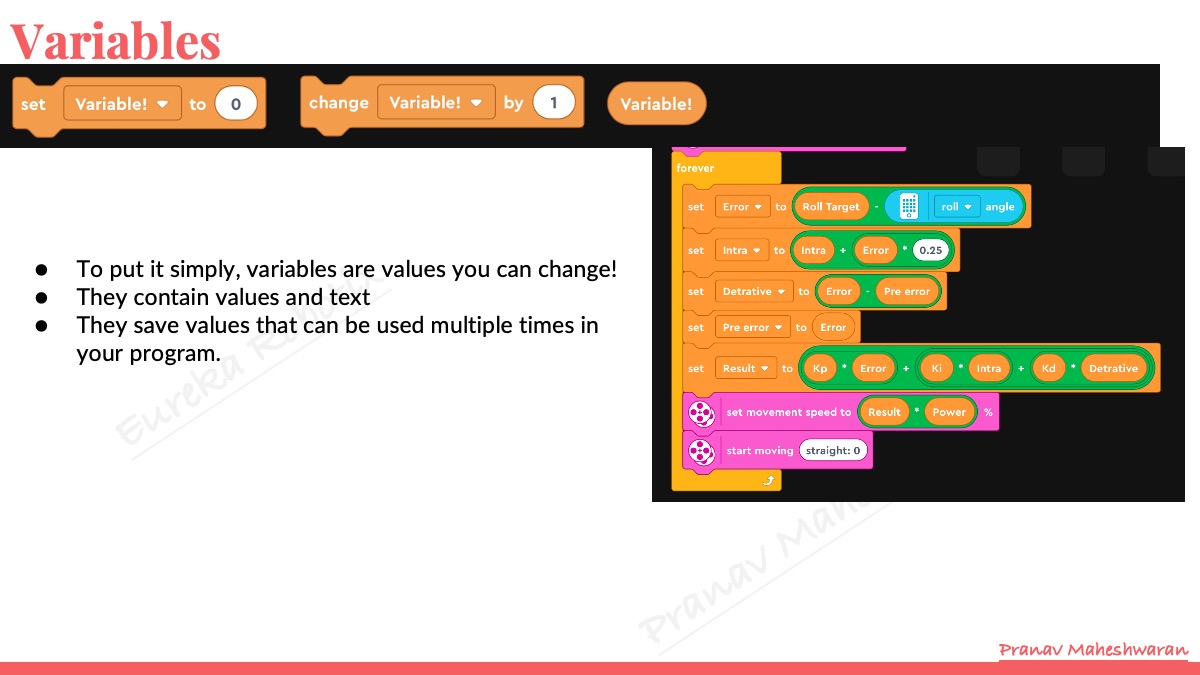 Variables
set Variable! to 0 change Variable! by 1 Variable!
forever
set Error to Roll Target - roll angle
set Intra to Intra + Error * 0.25
set Detrative to Error - Pre error
set Pre error to Error
set Result to Kp * Error + Ki * Intra + Kd * Detrative
set movement speed to Result * Power %
start moving straight: 0
● To put it simply, variables are values you can change!
● They contain values and text
● They save values that can be used multiple times in
your program.
Eureka
Pranav
Pranav Maheshwaran